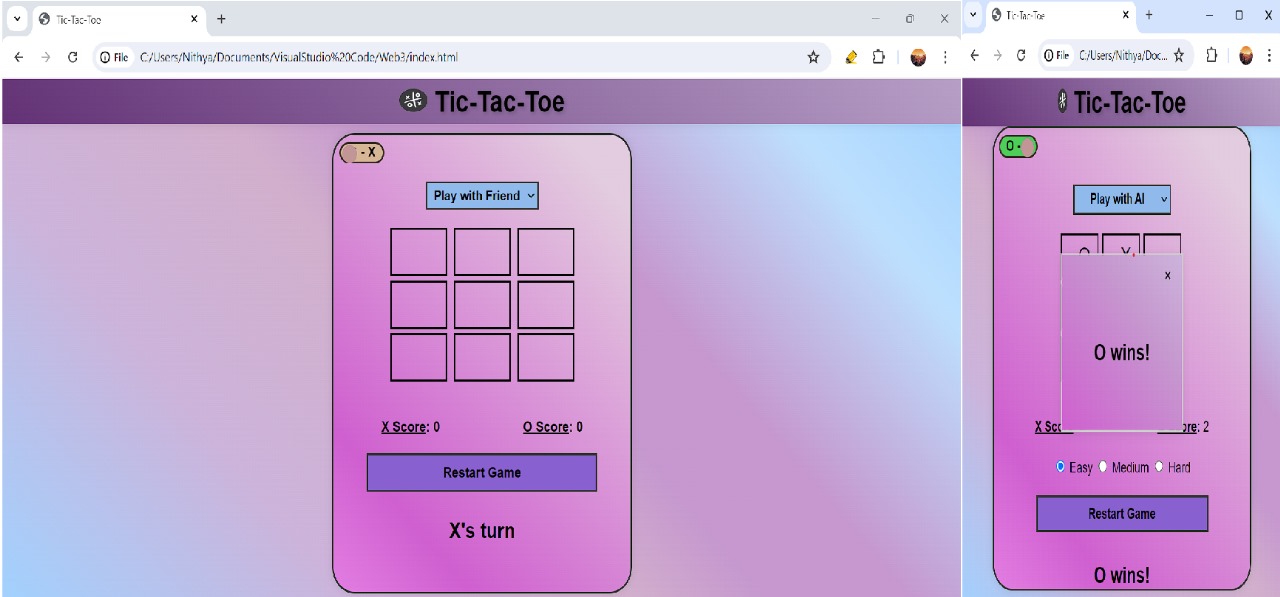 Tic-Tac-Toe
File C:/Users/Nithya/Documents/VisualStudio%20Code/Web3/index.html
Tic-Tac-Toe
- X
Play with Friend
X Score: 0 O Score: 0
Restart Game
X's turn
Tic-Tac-Toe
File C:/Users/Nithya/Doc...
Tic-Tac-Toe
O -
Play with AI
O X
x
O wins!
X Sco ore: 2
Easy Medium Hard
Restart Game
O wins!